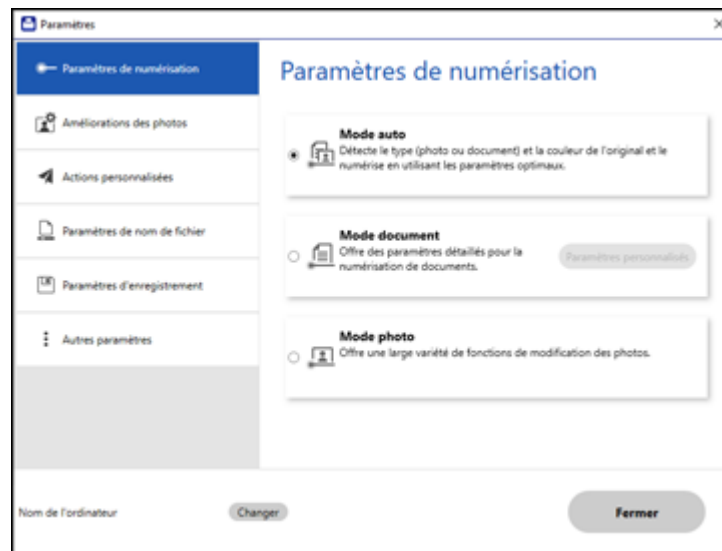 Paramètres
Paramètres de numérisation
Améliorations des photos
Actions personnalisées
Paramètres de nom de fichier
Paramètres d'enregistrement
Autres paramètres
Paramètres de numérisation
Mode auto
Détecte le type (photo ou document) et la couleur de l'original et le
numérise en utilisant les paramètres optimaux.
Mode document
Offre des paramètres détaillés pour la
numérisation de documents.
Paramètres personnalisés
Mode photo
Offre une large variété de fonctions de modification des photos.
Nom de l'ordinateur
Changer
Fermer